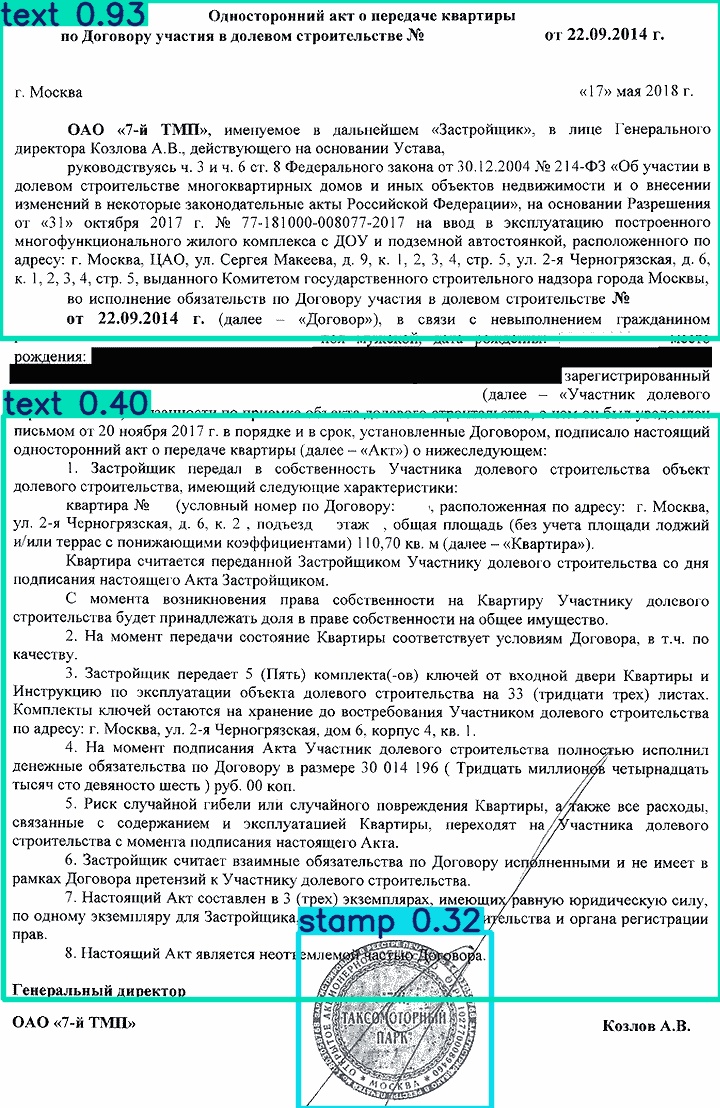 text 0.93
Односторонний акт о передаче квартиры
по Договору участия в долевом строительстве № от 22.09.2014 г.
г. Москва «17» мая 2018 г.
ОАО «7-й ТМП», именуемое в дальнейшем «Застройщик», в лице Генерального
директора Козлова А.В., действующего на основании Устава,
руководствуясь ч. 3 и ч. 6 ст. 8 Федерального закона от 30.12.2004 № 214-ФЗ «Об участии в
долевом строительстве многоквартирных домов и иных объектов недвижимости и о внесении
изменений в некоторые законодательные акты Российской Федерации», на основании Разрешения
от «31» октября 2017 г. № 77-181000-008077-2017 на ввод в эксплуатацию построенного
многофункционального жилого комплекса с ДОУ и подземной автостоянкой, расположенного по
адресу: г. Москва, ЦАО, ул. Сергея Макеева, д. 9, к. 1, 2, 3, 4, стр. 5, ул. 2-я Черногрязская, д. 6,
к. 1, 2, 3, 4, стр. 5, выданного Комитетом государственного строительного надзора города Москвы,
во исполнение обязательств по Договору участия в долевом строительстве №
от 22.09.2014 г. (далее – «Договор»), в связи с невыполнением гражданином
пол мужской, дата рождения: место
рождения:
зарегистрированный
(далее – «Участник долевого
text 0.40
по приемке объекта долевого строительства, о чем он был уведомлен
письмом от 20 ноября 2017 г. в порядке и в срок, установленные Договором, подписало настоящий
односторонний акт о передаче квартиры (далее – «Акт») о нижеследующем:
1. Застройщик передал в собственность Участника долевого строительства объект
долевого строительства, имеющий следующие характеристики:
квартира № (условный номер по Договору: , расположенная по адресу: г. Москва,
ул. 2-я Черногрязская, д. 6, к. 2 , подъезд этаж , общая площадь (без учета площади лоджий
и/или террас с понижающими коэффициентами) 110,70 кв. м (далее – «Квартира»).
Квартира считается переданной Застройщиком Участнику долевого строительства со дня
подписания настоящего Акта Застройщиком.
С момента возникновения права собственности на Квартиру Участнику долевого
строительства будет принадлежать доля в праве собственности на общее имущество.
2. На момент передачи состояние Квартиры соответствует условиям Договора, в т.ч. по
качеству.
3. Застройщик передает 5 (Пять) комплекта(-ов) ключей от входной двери Квартиры и
Инструкцию по эксплуатации объекта долевого строительства на 33 (тридцати трех) листах.
Комплекты ключей остаются на хранение до востребования Участником долевого строительства
по адресу: г. Москва, ул. 2-я Черногрязская, дом 6, корпус 4, кв. 1.
4. На момент подписания Акта Участник долевого строительства полностью исполнил
денежные обязательства по Договору в размере 30 014 196 ( Тридцать миллионов четырнадцать
тысяч сто девяносто шесть ) руб. 00 коп.
5. Риск случайной гибели или случайного повреждения Квартиры, а также все расходы,
связанные с содержанием и эксплуатацией Квартиры, переходят на Участника долевого
строительства с момента подписания настоящего Акта.
6. Застройщик считает взаимные обязательства по Договору исполненными и не имеет в
рамках Договора претензий к Участнику долевого строительства.
7. Настоящий Акт составлен в 3 (трех) экземплярах, имеющих равную юридическую силу,
по одному экземпляру для Застройщика, и органа регистрации
прав.
stamp 0.32
8. Настоящий Акт является неотъемлемой частью Договора.
Генеральный директор
ОАО «7-й ТМП» Козлов А.В.
ТАКСОМОТОРНЫЙ
ПАРК
МОСКВА